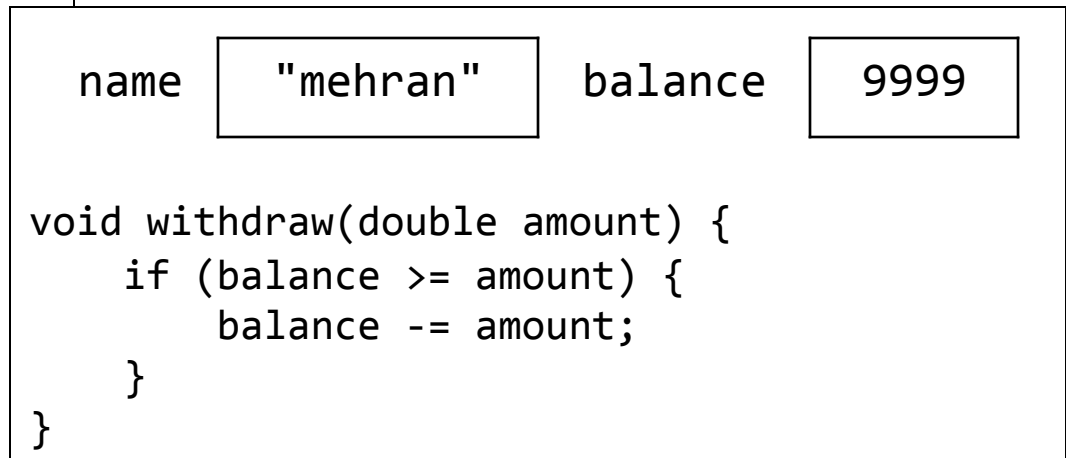 name "mehran" balance 9999
void withdraw(double amount) {
    if (balance >= amount) {
        balance -= amount;
    }
}